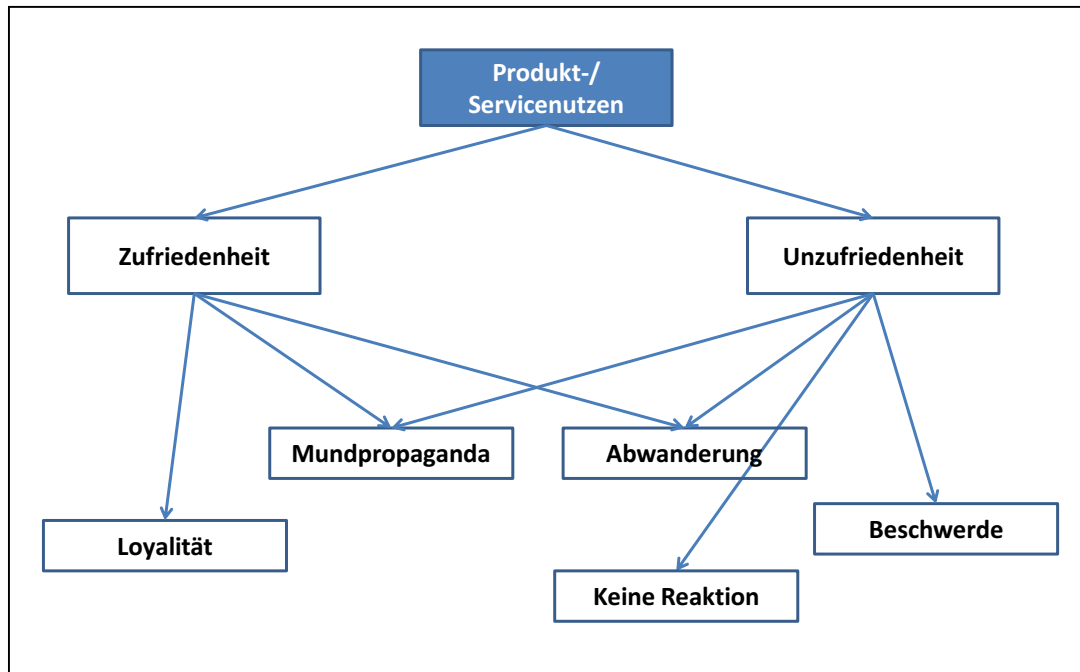 Produkt-/
Servicenutzen
Zufriedenheit
Unzufriedenheit
Mundpropaganda
Abwanderung
Loyalität
Beschwerde
Keine Reaktion